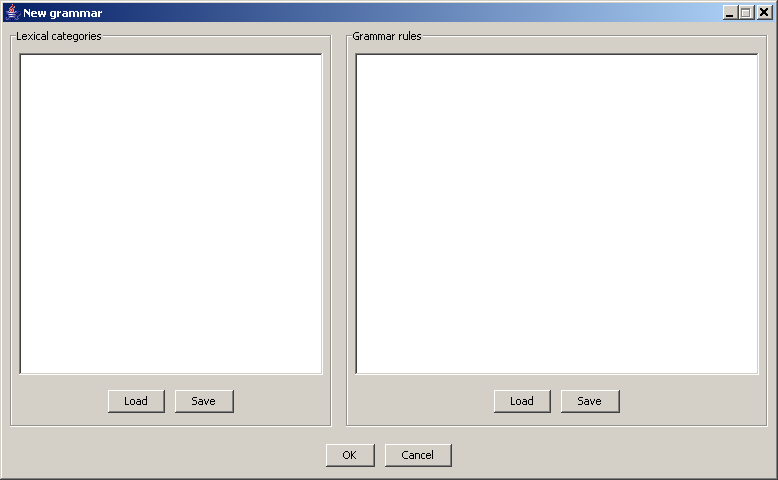 New grammar
Lexical categories
Grammar rules
Load Save
Load Save
OK Cancel